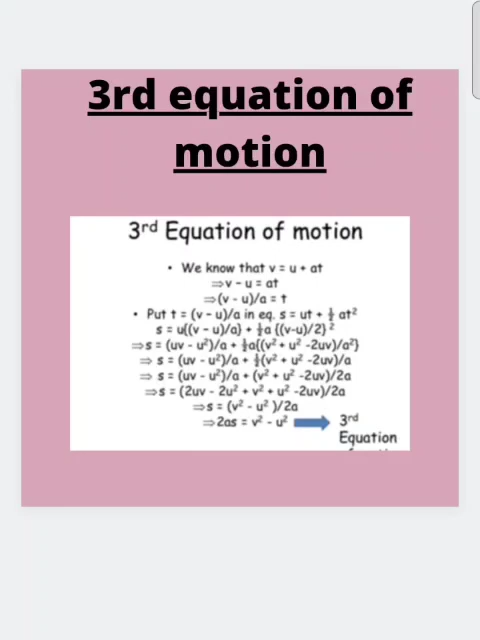 3rd equation of
motion
3rd Equation of motion
• We know that v = u + at
⇒v - u = at
⇒(v - u)/a = t
• Put t = (v - u)/a in eq. s = ut + ½ at²
s = u{(v - u)/a} + ½a {(v-u)/2}²
⇒s = (uv - u²)/a + ½a{(v² + u² -2uv)/a²}
⇒ s = (uv - u²)/a + ½(v² + u² -2uv)/a
⇒ s = (uv - u²)/a + (v² + u² -2uv)/2a
⇒s = (2uv - 2u² + v² + u² -2uv)/2a
⇒s = (v² - u² )/2a
⇒2as = v² - u² 3rd
Equation